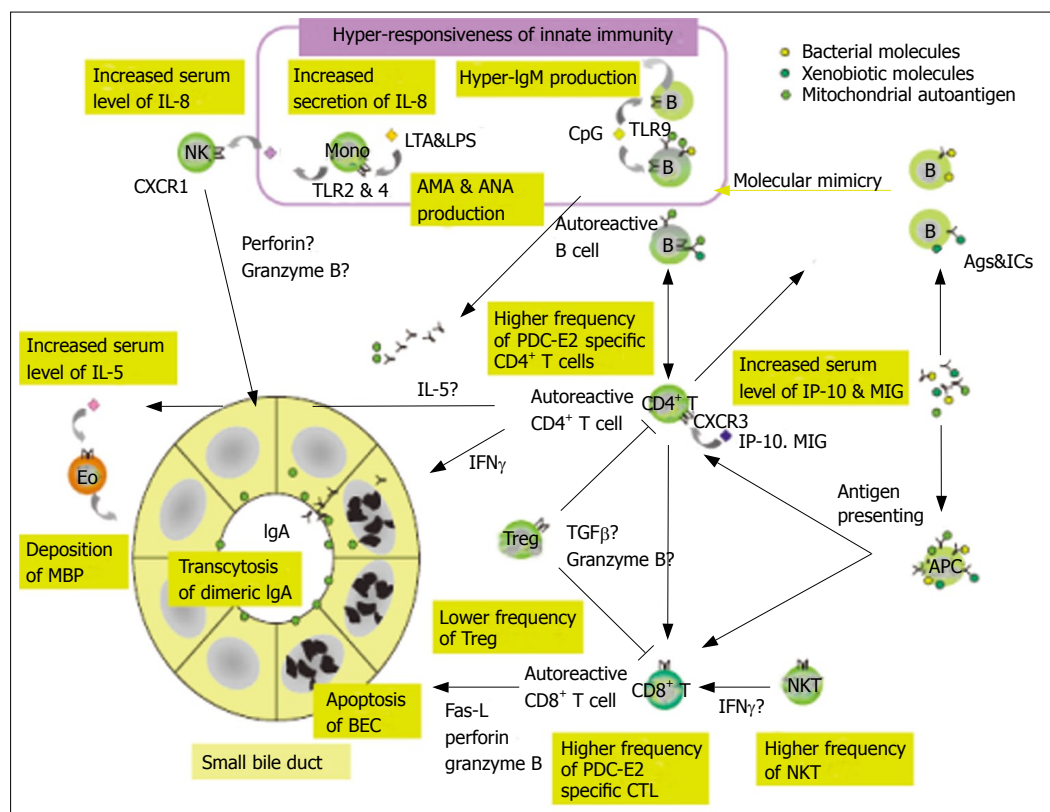 Hyper-responsiveness of innate immunity
Bacterial molecules
Xenobiotic molecules
Mitochondrial autoantigen
Increased serum
level of IL-8
Increased
secretion of IL-8
Hyper-IgM production
B
CpG
TLR9
B
LTA&LPS
Mono
TLR2 & 4
NK
CXCR1
AMA & ANA
production
Molecular mimicry
B
B
Ags&ICs
Autoreactive
B cell
B
Perforin?
Granzyme B?
Higher frequency
of PDC-E2 specific
CD4+ T cells
Increased serum
level of IP-10 & MIG
Increased serum
level of IL-5
IL-5?
Autoreactive
CD4+ T cell
CD4+ T
CXCR3
IP-10. MIG
IFNγ
Eo
Deposition
of MBP
IgA
Transcytosis
of dimeric IgA
Treg
TGFβ?
Granzyme B?
Antigen
presenting
APC
Lower frequency
of Treg
Autoreactive
CD8+ T cell
CD8+ T
IFNγ?
NKT
Apoptosis
of BEC
Fas-L
perforin
granzyme B
Small bile duct
Higher frequency
of PDC-E2
specific CTL
Higher frequency
of NKT